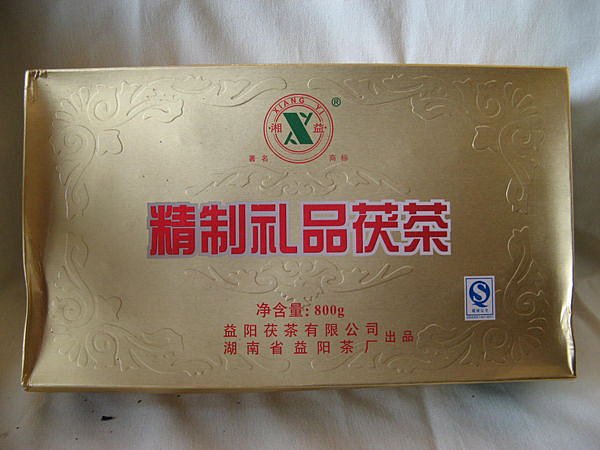 XIANG YI
湘 益
®
著名 商标
精制礼品茯茶
净含量: 800g
益阳茯茶有限公司
湖南省益阳茶厂 出品